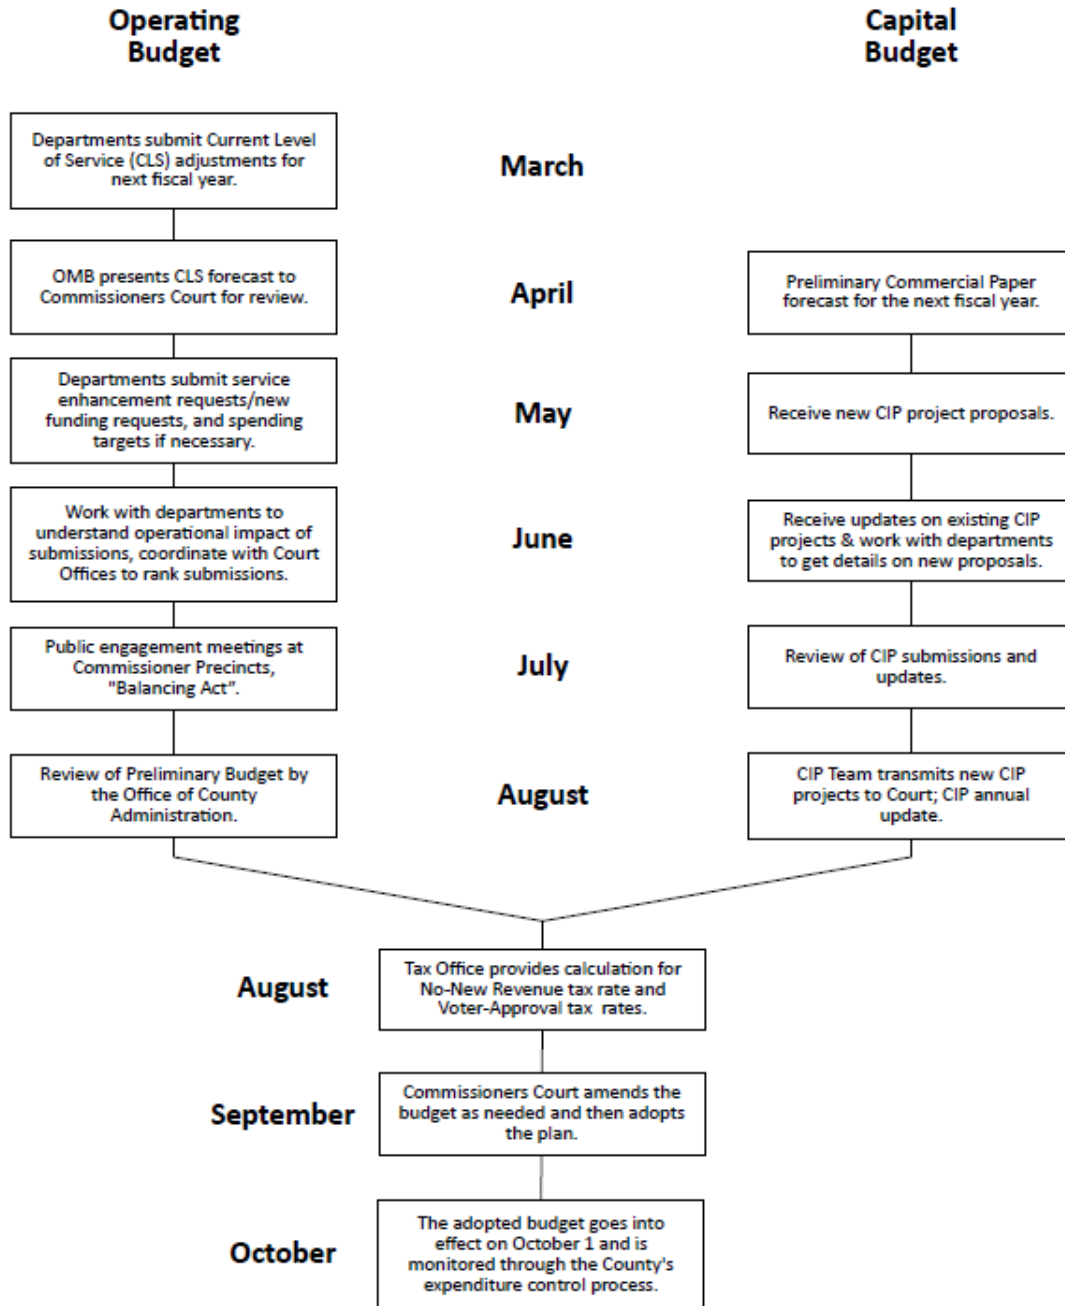 Operating
Budget
Capital
Budget
Departments submit Current Level
of Service (CLS) adjustments for
next fiscal year.
March
OMB presents CLS forecast to
Commissioners Court for review.
April
Preliminary Commercial Paper
forecast for the next fiscal year.
Departments submit service
enhancement requests/new
funding requests, and spending
targets if necessary.
May
Receive new CIP project proposals.
Work with departments to
understand operational impact of
submissions, coordinate with Court
Offices to rank submissions.
June
Receive updates on existing CIP
projects & work with departments
to get details on new proposals.
Public engagement meetings at
Commissioner Precincts,
"Balancing Act”.
July
Review of CIP submissions and
updates.
Review of Preliminary Budget by
the Office of County
Administration.
August
CIP Team transmits new CIP
projects to Court; CIP annual
update.
August
Tax Office provides calculation for
No-New Revenue tax rate and
Voter-Approval tax rates.
September
Commissioners Court amends the
budget as needed and then adopts
the plan.
October
The adopted budget goes into
effect on October 1 and is
monitored through the County's
expenditure control process.